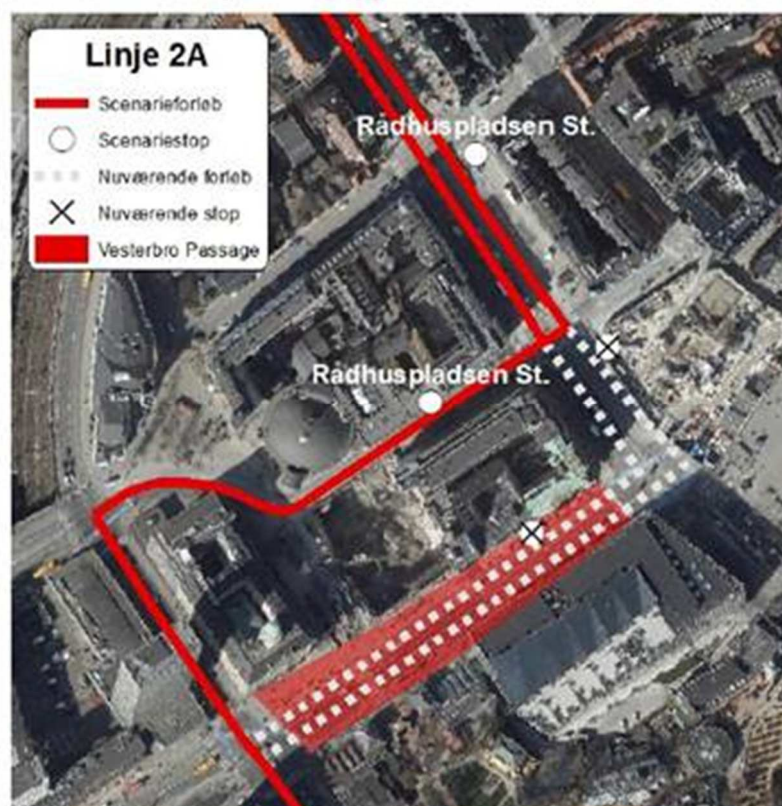 Linje 2A
Scenarieforløb
Scenariestop
Nuværende forløb
Nuværende stop
Vesterbro Passage
Rådhuspladsen St.
Rådhuspladsen St.